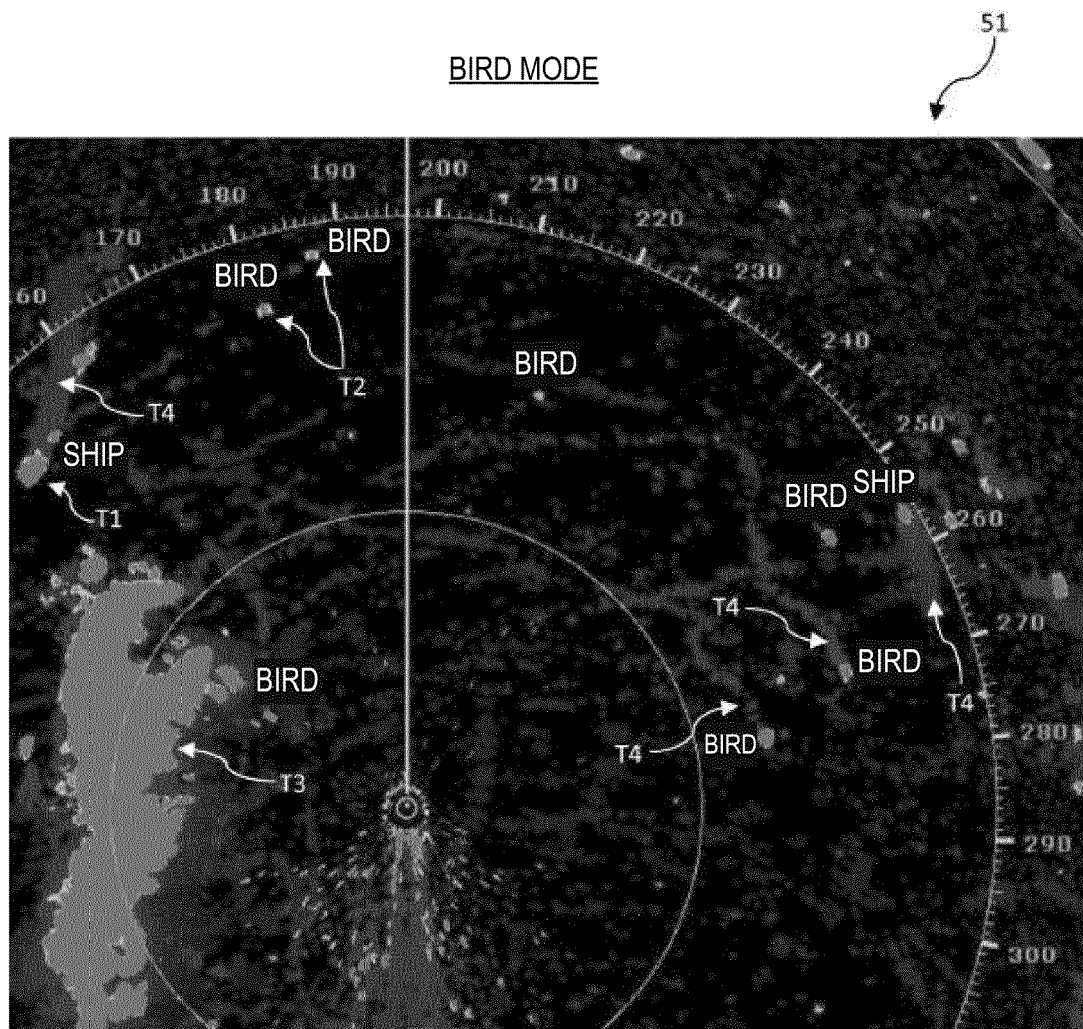 51
BIRD MODE
190
200
210
180
220
170
BIRD
BIRD
230
60
T2
BIRD
240
T4
SHIP
250
BIRD
SHIP
T1
260
T4
270
BIRD
BIRD
T4
T4
BIRD
280
T3
290
300